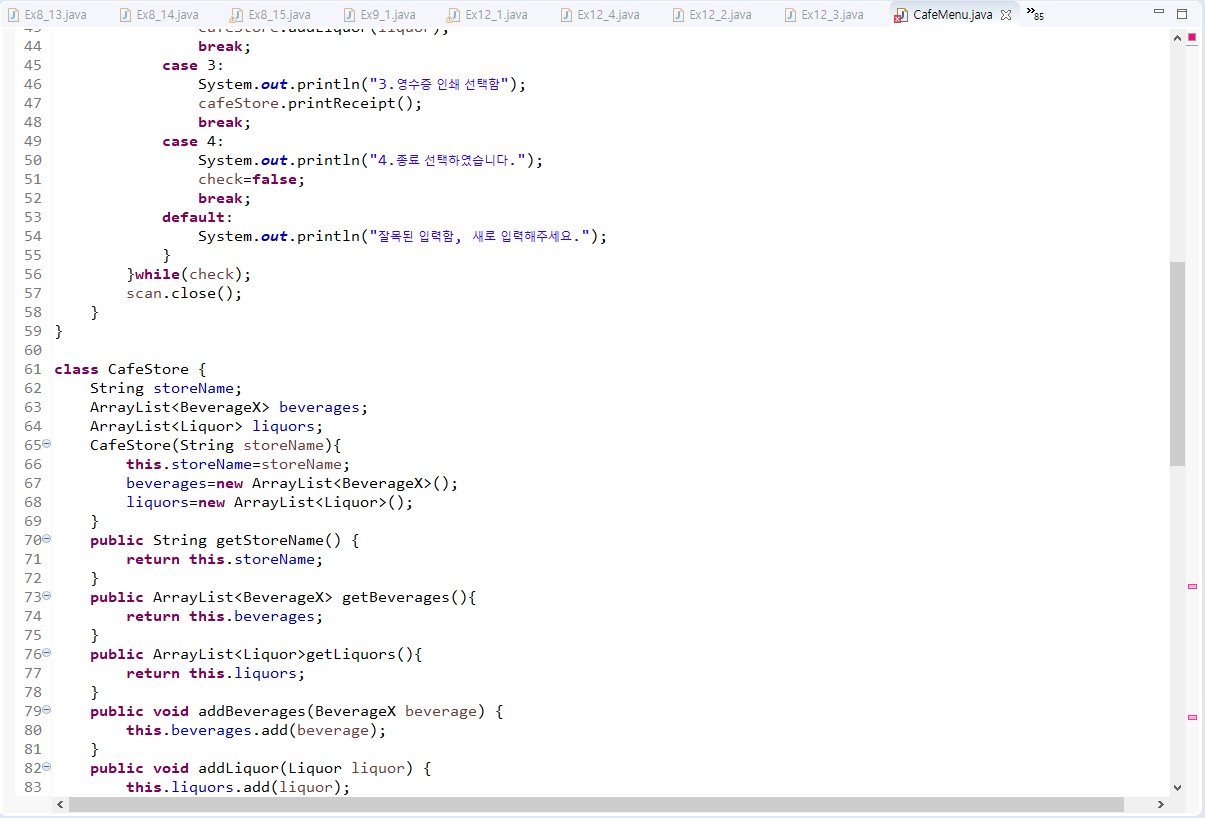 Ex8_13.java Ex8_14.java Ex8_15.java Ex9_1.java Ex12_1.java Ex12_4.java Ex12_2.java Ex12_3.java CafeMenu.java 85
43 cafeStore.addLiquor(liquor);
44 break;
45 case 3:
46 System.out.println("3.영수증 인쇄 선택함");
47 cafeStore.printReceipt();
48 break;
49 case 4:
50 System.out.println("4.종료 선택하였습니다.");
51 check=false;
52 break;
53 default:
54 System.out.println("잘못된 입력함, 새로 입력해주세요.");
55 }
56 }while(check);
57 scan.close();
58 }
59 }
60
61 class CafeStore {
62 String storeName;
63 ArrayList<BeverageX> beverages;
64 ArrayList<Liquor> liquors;
65 CafeStore(String storeName){
66 this.storeName=storeName;
67 beverages=new ArrayList<BeverageX>();
68 liquors=new ArrayList<Liquor>();
69 }
70 public String getStoreName() {
71 return this.storeName;
72 }
73 public ArrayList<BeverageX> getBeverages(){
74 return this.beverages;
75 }
76 public ArrayList<Liquor>getLiquors(){
77 return this.liquors;
78 }
79 public void addBeverages(BeverageX beverage) {
80 this.beverages.add(beverage);
81 }
82 public void addLiquor(Liquor liquor) {
83 this.liquors.add(liquor);